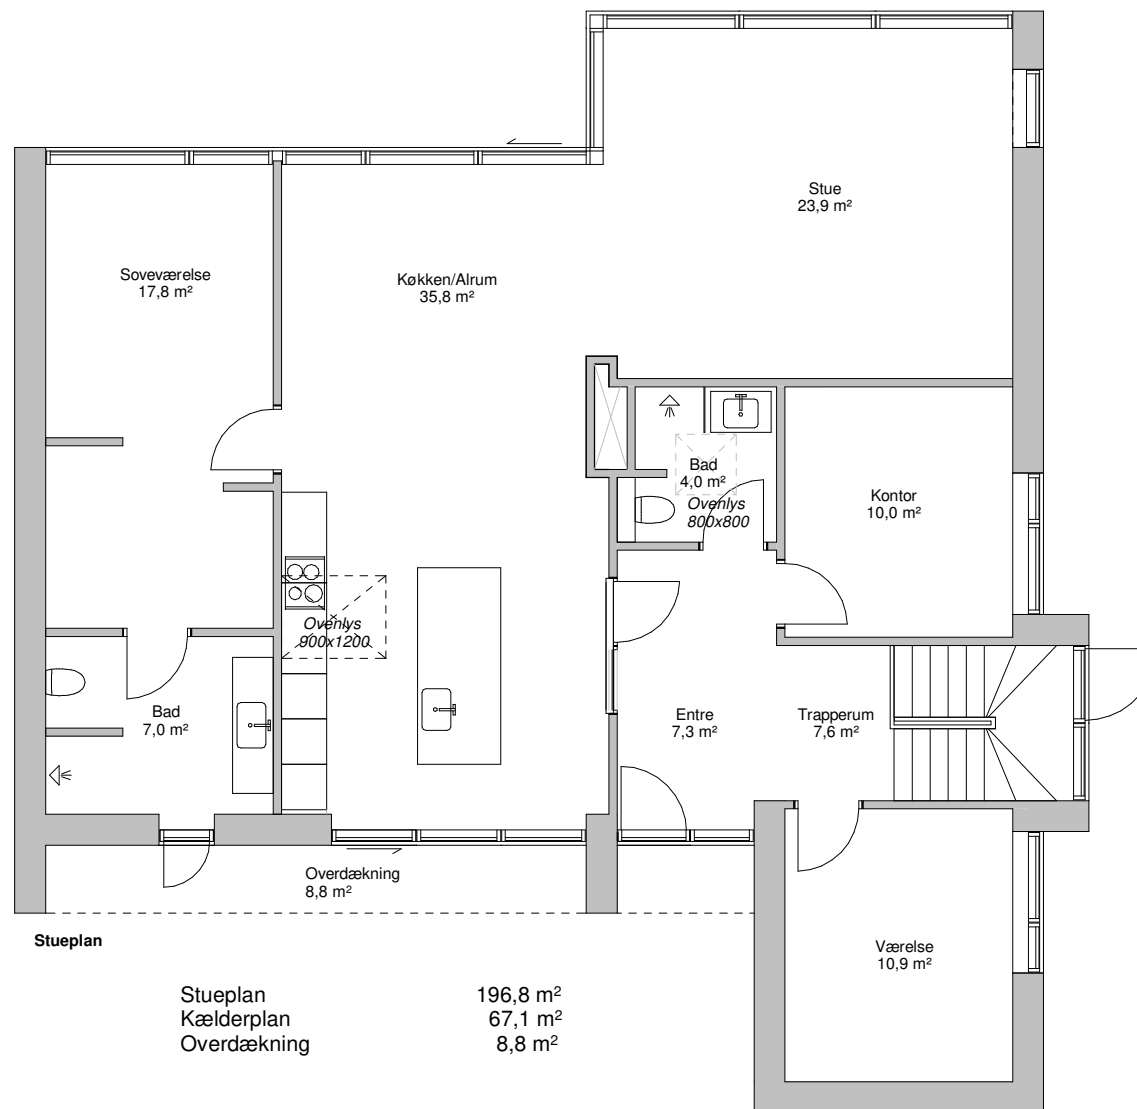 Stue
23,9 m²
Soveværelse
17,8 m²
Køkken/Alrum
35,8 m²
Bad
4,0 m²
Ovenlys
800x800
Kontor
10,0 m²
Ovenlys
900x1200
Bad
7,0 m²
Entre
7,3 m²
Trapperum
7,6 m²
Overdækning
8,8 m²
Værelse
10,9 m²
Stueplan
Stueplan 196,8 m²
Kælderplan 67,1 m²
Overdækning 8,8 m²